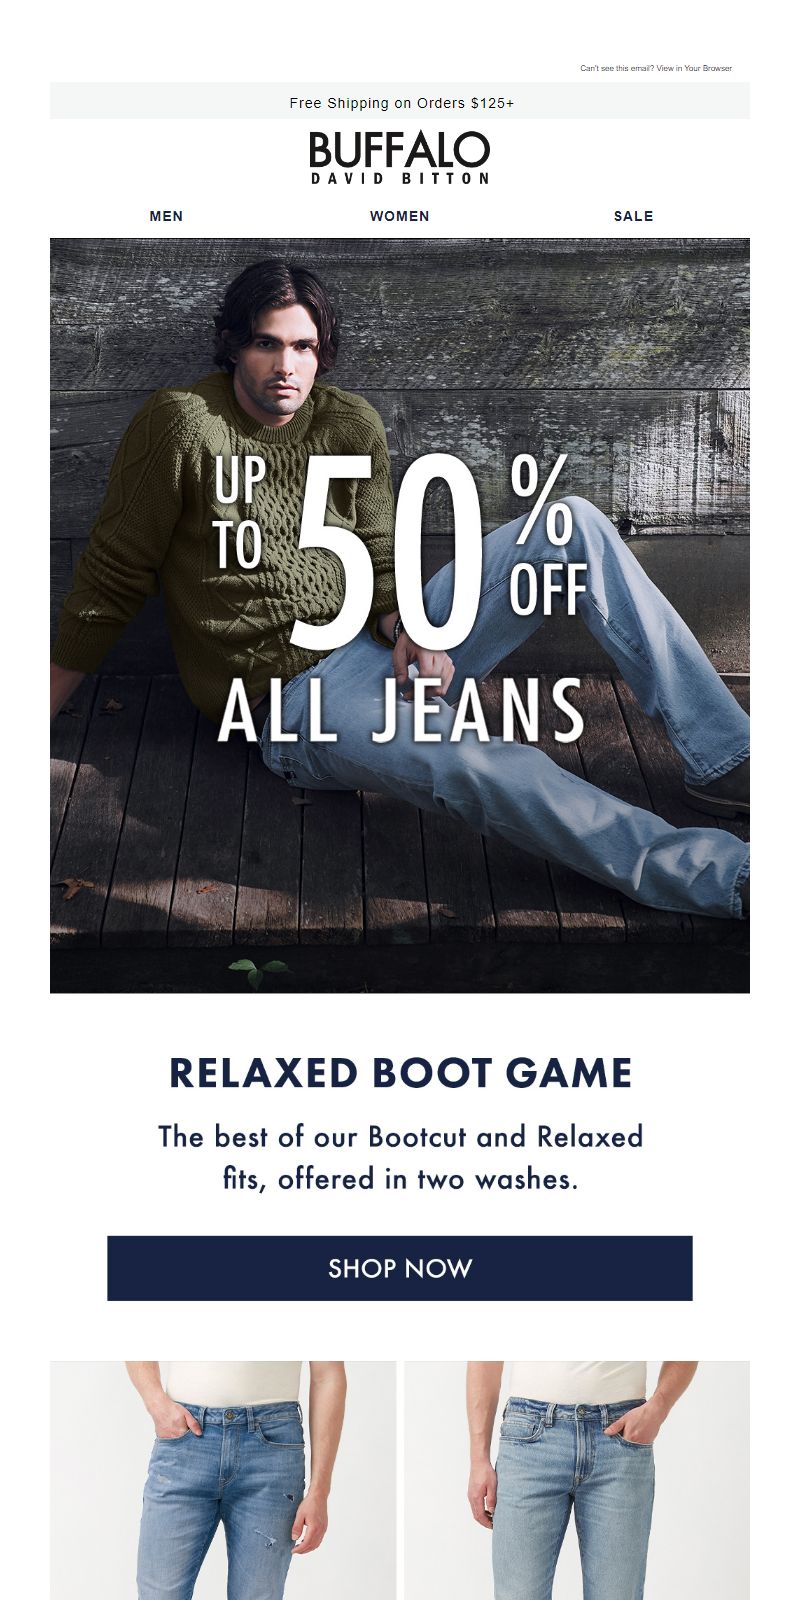 Can't see this email? View in Your Browser
Free Shipping on Orders $125+
BUFFALO
DAVID BITTON
MEN WOMEN SALE
UP TO 50% OFF
ALL JEANS
RELAXED BOOT GAME
The best of our Bootcut and Relaxed
fits, offered in two washes.
SHOP NOW